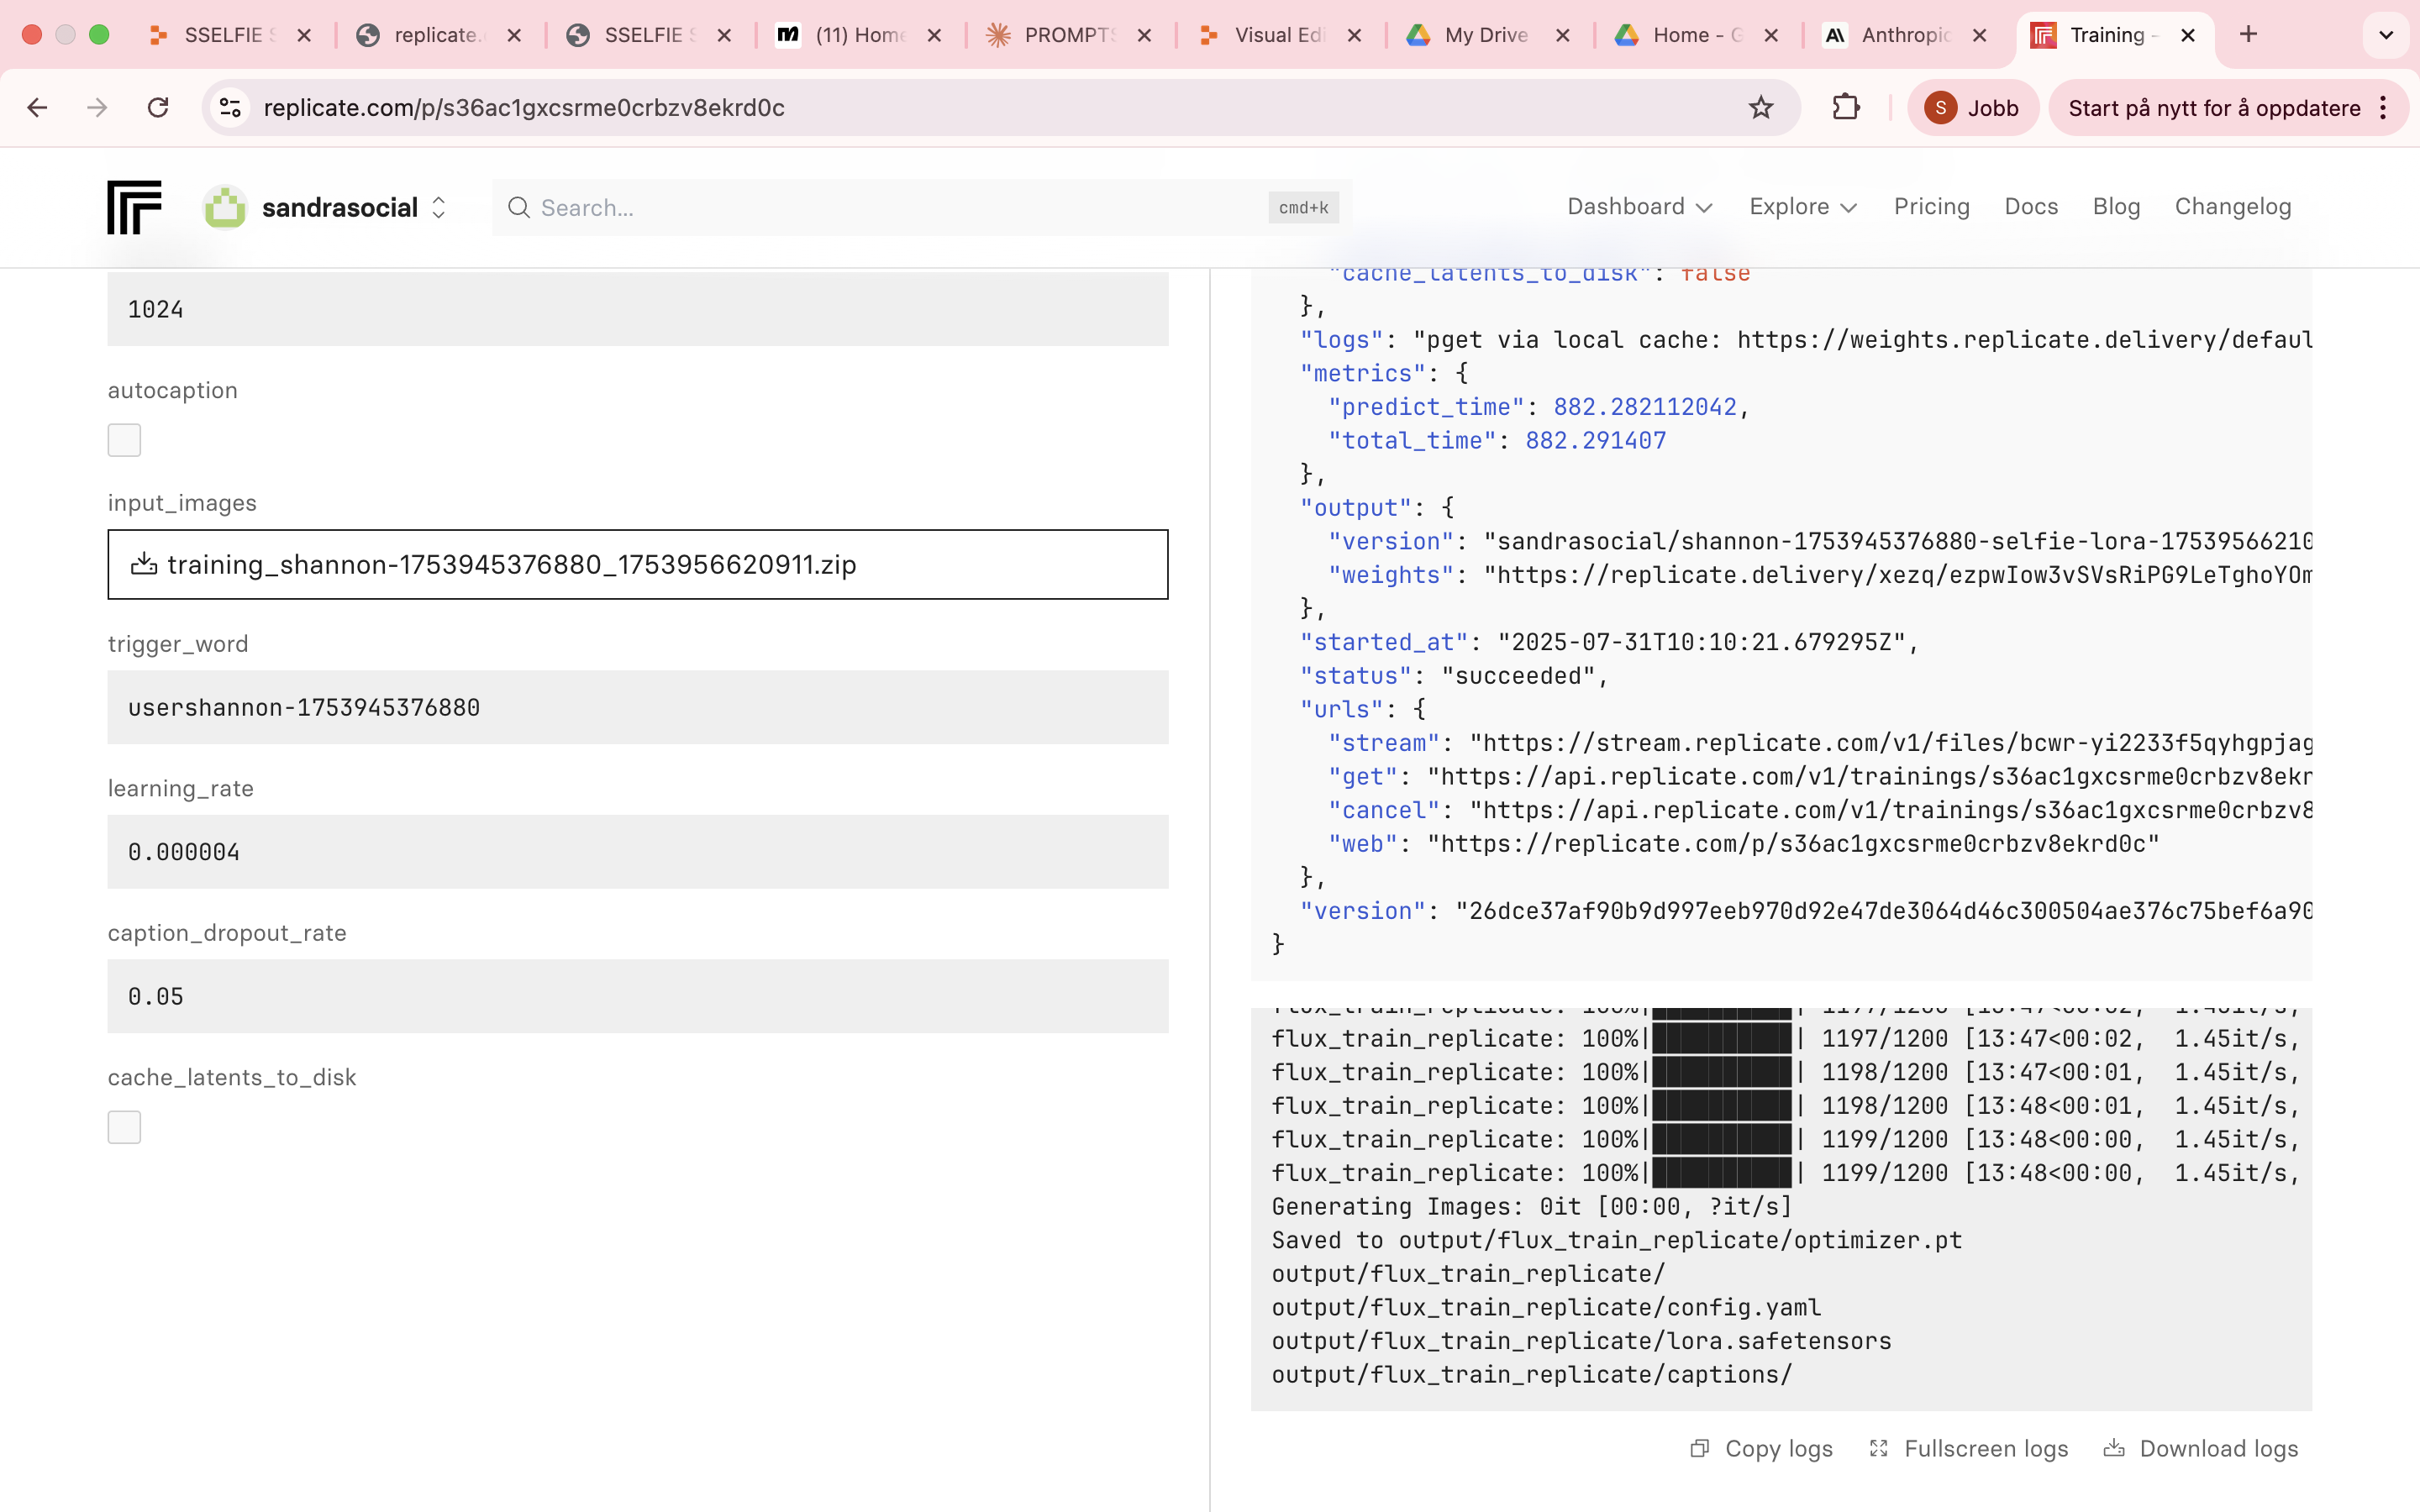 SSELFIE S
replicate.
SSELFIE S
(11) Home
PROMPTS
Visual Edi
My Drive
Home - G
Anthropic
Training -
replicate.com/p/s36ac1gxcsrme0crbzv8ekrd0c
S
Jobb
Start på nytt for å oppdatere
sandrasocial
Search...
cmd+k
Dashboard
Explore
Pricing
Docs
Blog
Changelog
1024
autocaption
input_images
training_shannon-1753945376880_1753956620911.zip
trigger_word
usershannon-1753945376880
learning_rate
0.000004
caption_dropout_rate
0.05
cache_latents_to_disk
"cache_latents_to_disk": false
},
"logs": "pget via local cache: https://weights.replicate.delivery/defaul
"metrics": {
"predict_time": 882.282112042,
"total_time": 882.291407
},
"output": {
"version": "sandrasocial/shannon-1753945376880-selfie-lora-17539566210
"weights": "https://replicate.delivery/xezq/ezpwIow3vSVsRiPG9LeTghoYOm
},
"started_at": "2025-07-31T10:10:21.679295Z",
"status": "succeeded",
"urls": {
"stream": "https://stream.replicate.com/v1/files/bcwr-yi2233f5qyhgpjag
"get": "https://api.replicate.com/v1/trainings/s36ac1gxcsrme0crbzv8ekr
"cancel": "https://api.replicate.com/v1/trainings/s36ac1gxcsrme0crbzv8
"web": "https://replicate.com/p/s36ac1gxcsrme0crbzv8ekrd0c"
},
"version": "26dce37af90b9d997eeb970d92e47de3064d46c300504ae376c75bef6a90
}
flux_train_replicate: 100%|██████████| 1197/1200 [13:47<00:02, 1.45it/s,
flux_train_replicate: 100%|██████████| 1197/1200 [13:47<00:02, 1.45it/s,
flux_train_replicate: 100%|██████████| 1198/1200 [13:47<00:01, 1.45it/s,
flux_train_replicate: 100%|██████████| 1198/1200 [13:48<00:01, 1.45it/s,
flux_train_replicate: 100%|██████████| 1199/1200 [13:48<00:00, 1.45it/s,
flux_train_replicate: 100%|██████████| 1199/1200 [13:48<00:00, 1.45it/s,
Generating Images: 0it [00:00, ?it/s]
Saved to output/flux_train_replicate/optimizer.pt
output/flux_train_replicate/
output/flux_train_replicate/config.yaml
output/flux_train_replicate/lora.safetensors
output/flux_train_replicate/captions/
Copy logs
Fullscreen logs
Download logs